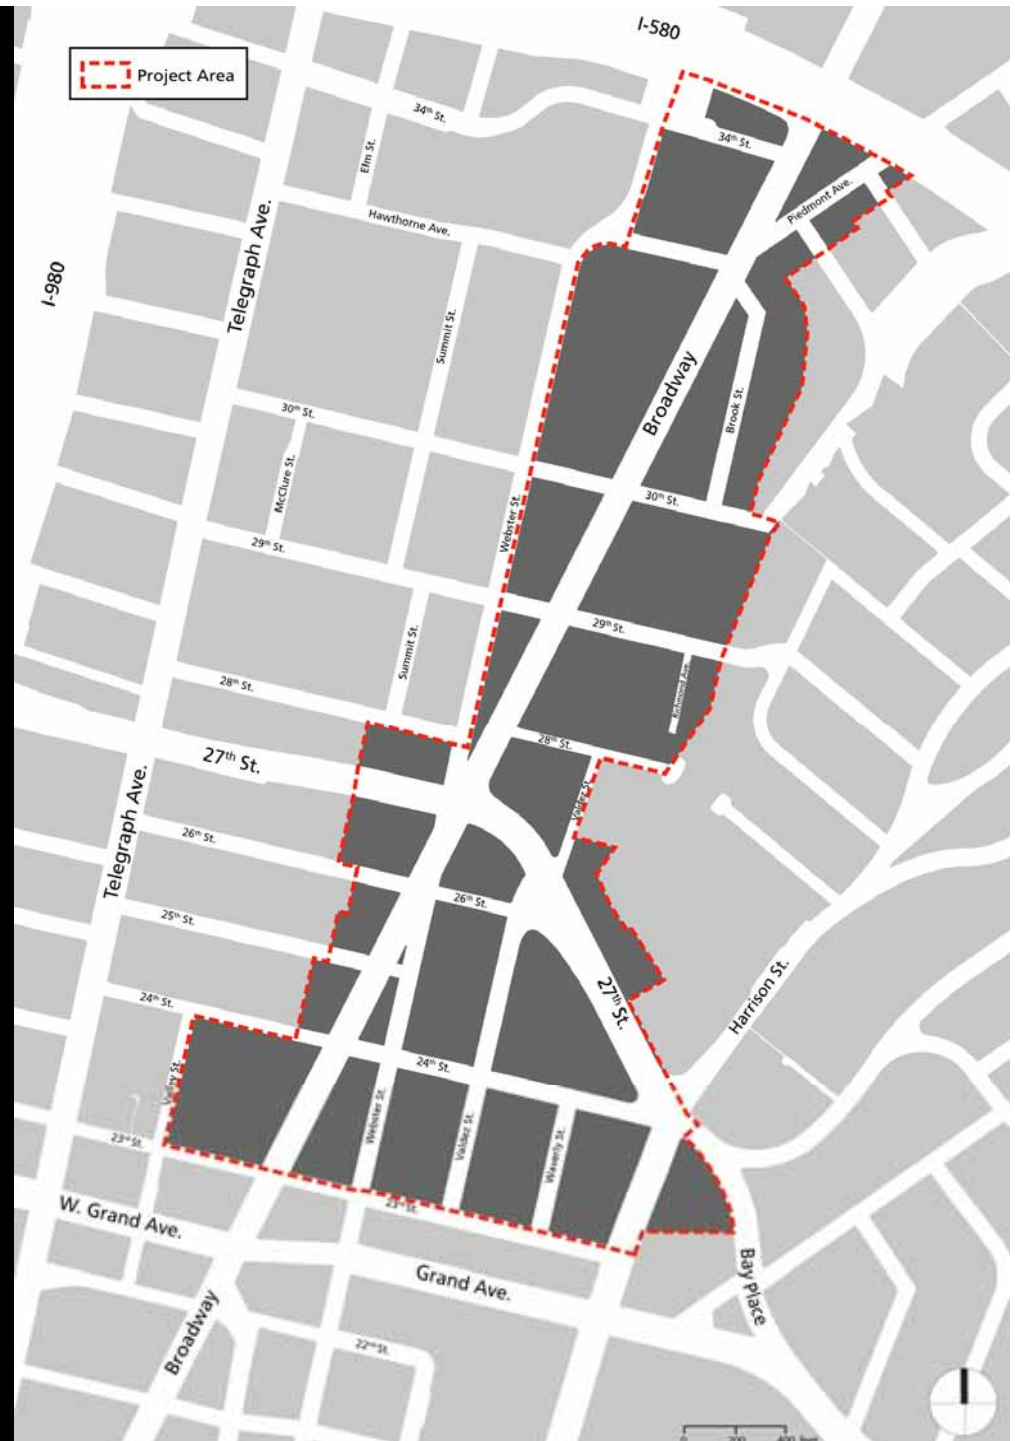 I-580
Project Area
34th St.
34th St.
Elm St.
Piedmont Ave.
Hawthorne Ave.
Telegraph Ave.
I-980
Summit St.
Broadway
Brook St.
30th St.
McClure St.
30th St.
Webster St.
29th St.
29th St.
Summit St.
Richmond Ave.
28th St.
28th St.
27th St.
Valdez St.
Telegraph Ave.
26th St.
26th St.
25th St.
27th St.
Harrison St.
24th St.
24th St.
Webster St.
Valdez St.
Waverly St.
23rd St.
23rd St.
W. Grand Ave.
Grand Ave.
Bay Place
Broadway
22nd St.
0 200 400 feet